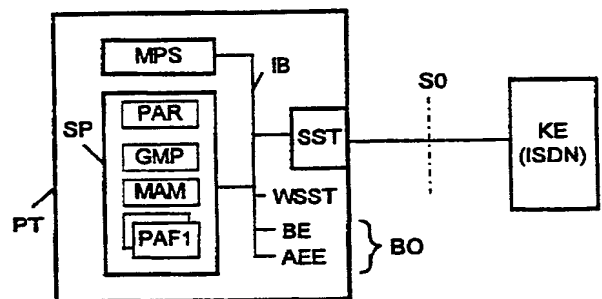 MPS
IB
S0
SP
PAR
SST
KE
(ISDN)
GMP
MAM
WSST
PT
PAF1
BE
BO
AEE